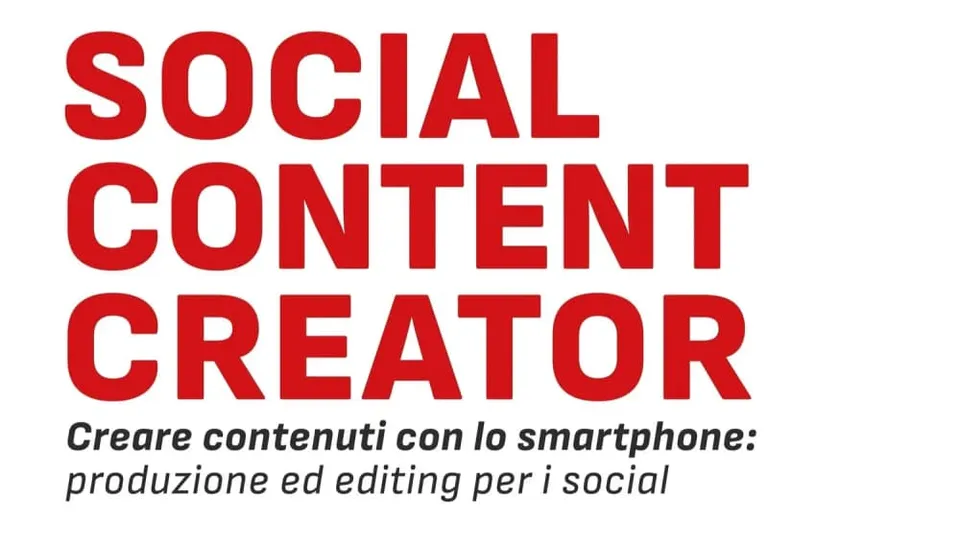 SOCIAL
CONTENT
CREATOR
Creare contenuti con lo smartphone:
produzione ed editing per i social